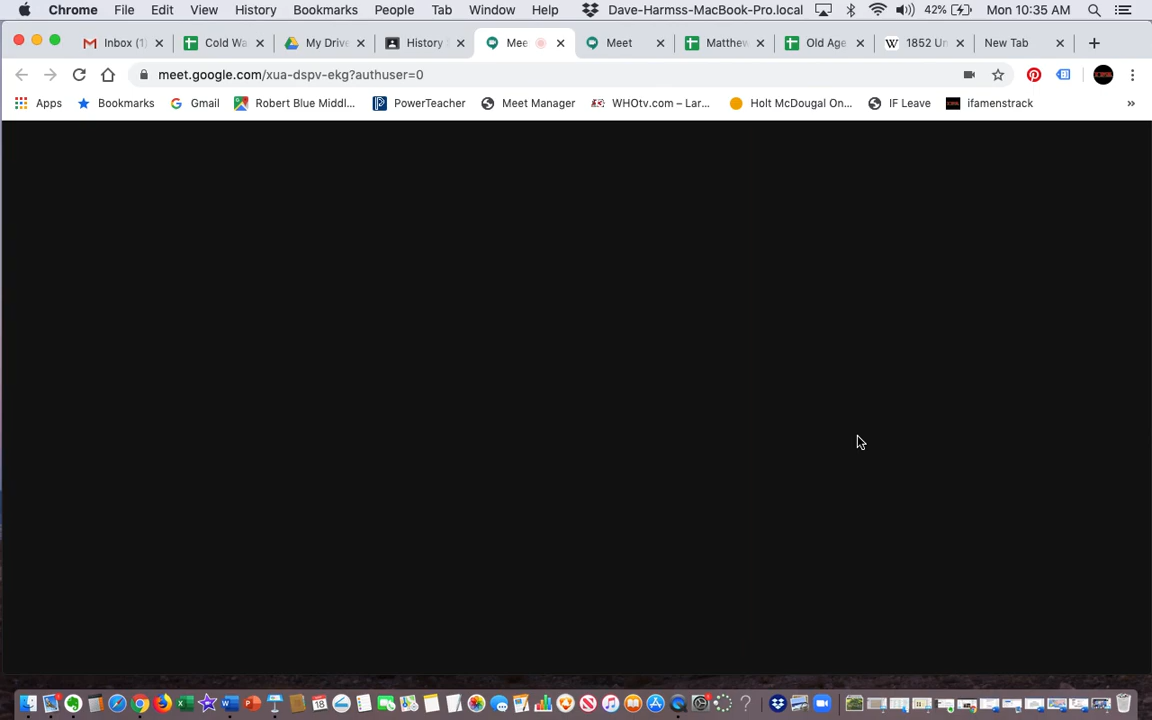 Chrome File Edit View History Bookmarks People Tab Window Help Dave-Harmss-MacBook-Pro.local 42% Mon 10:35 AM
Inbox (1) Cold Wa My Drive History Mee Meet Matthew Old Age 1852 Un New Tab
meet.google.com/xua-dspv-ekg?authuser=0
Apps Bookmarks Gmail Robert Blue Middl... PowerTeacher Meet Manager WHOtv.com – Lar... Holt McDougal On... IF Leave ifamenstrack »
18